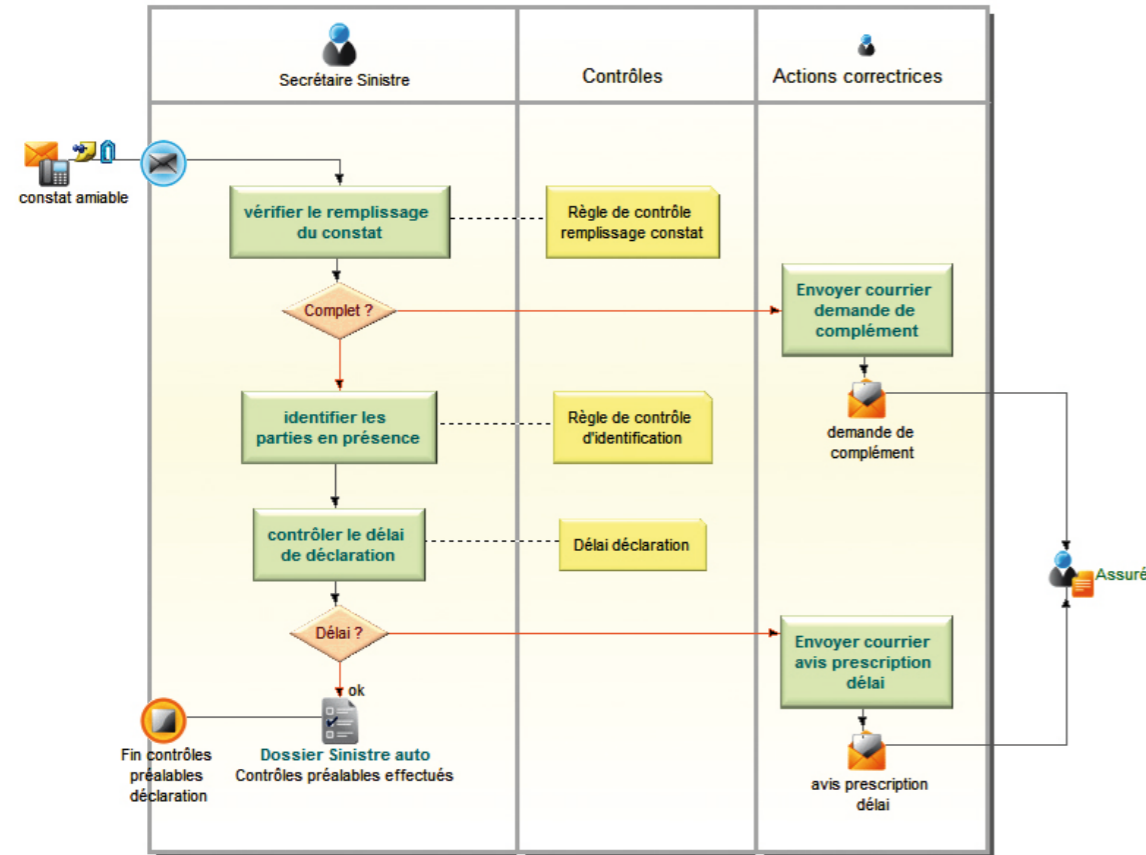 Secrétaire Sinistre
Contrôles
Actions correctrices
constat amiable
vérifier le remplissage
du constat
Règle de contrôle
remplissage constat
Complet ?
Envoyer courrier
demande de
complément
demande de
complément
identifier les
parties en présence
Règle de contrôle
d'identification
contrôler le délai
de déclaration
Délai déclaration
Assuré
Délai ?
Envoyer courrier
avis prescription
délai
ok
Dossier Sinistre auto
Contrôles préalables effectués
Fin contrôles
préalables
déclaration
avis prescription
délai